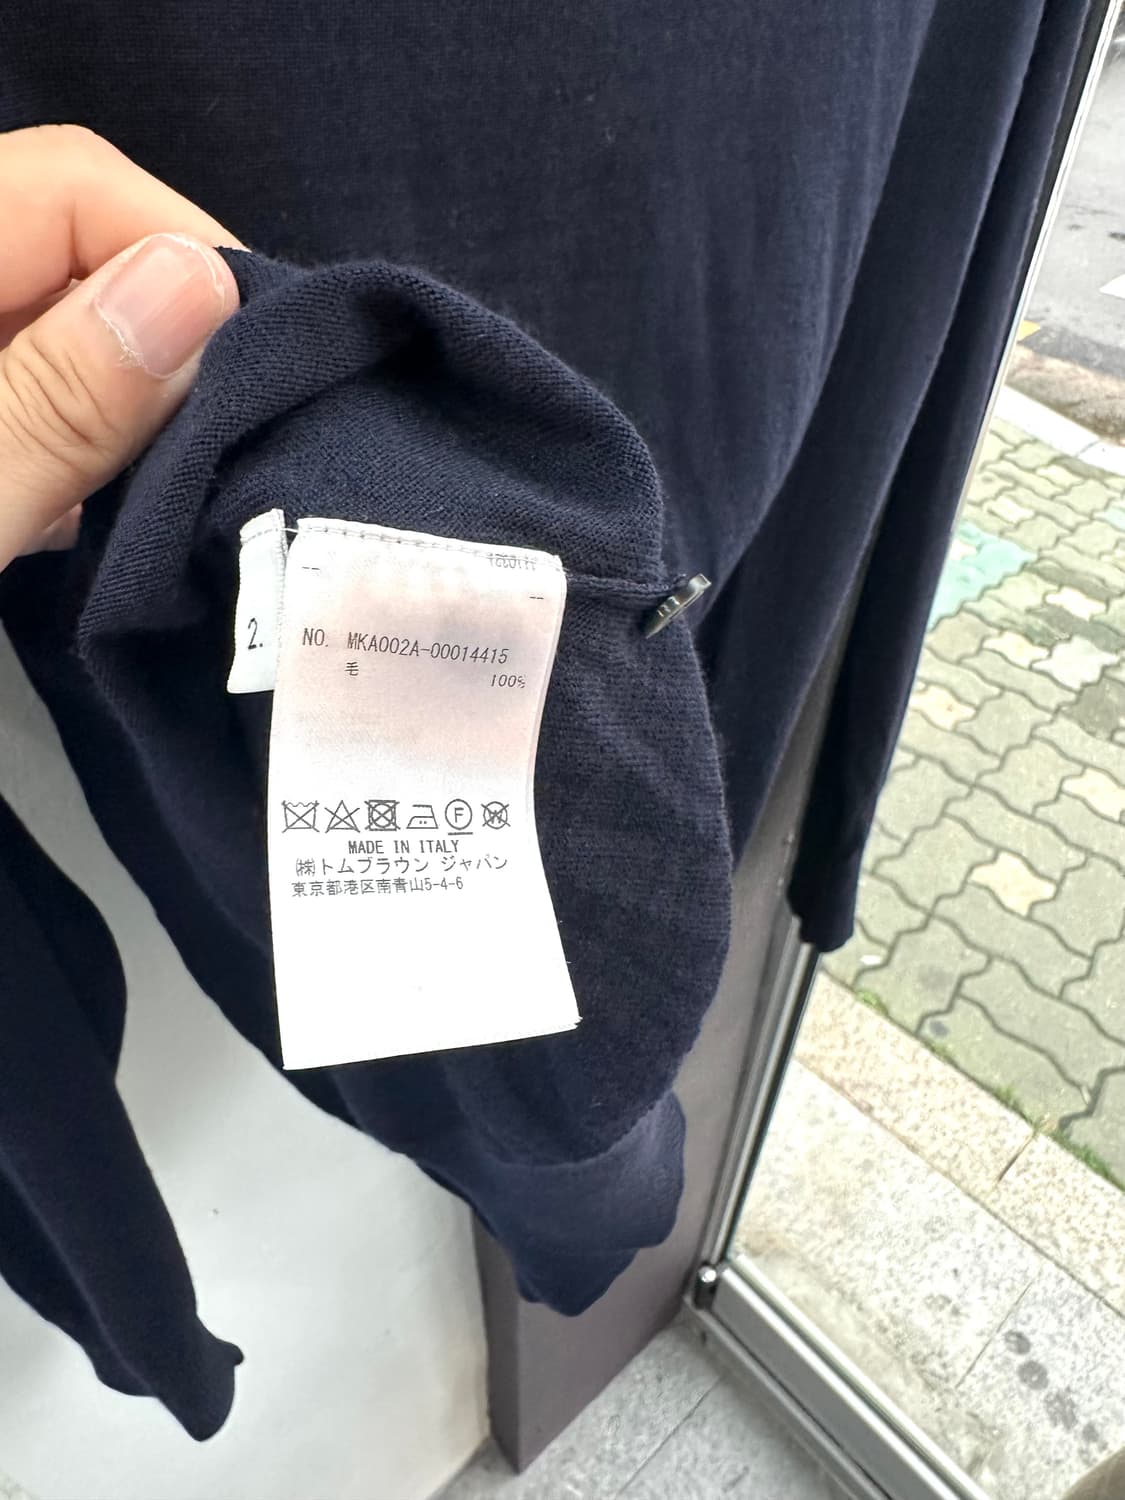 2.
NO. MKA002A-00014415
毛 100%
F
W
MADE IN ITALY
㈱トムブラウン ジャパン
東京都港区南青山5-4-6